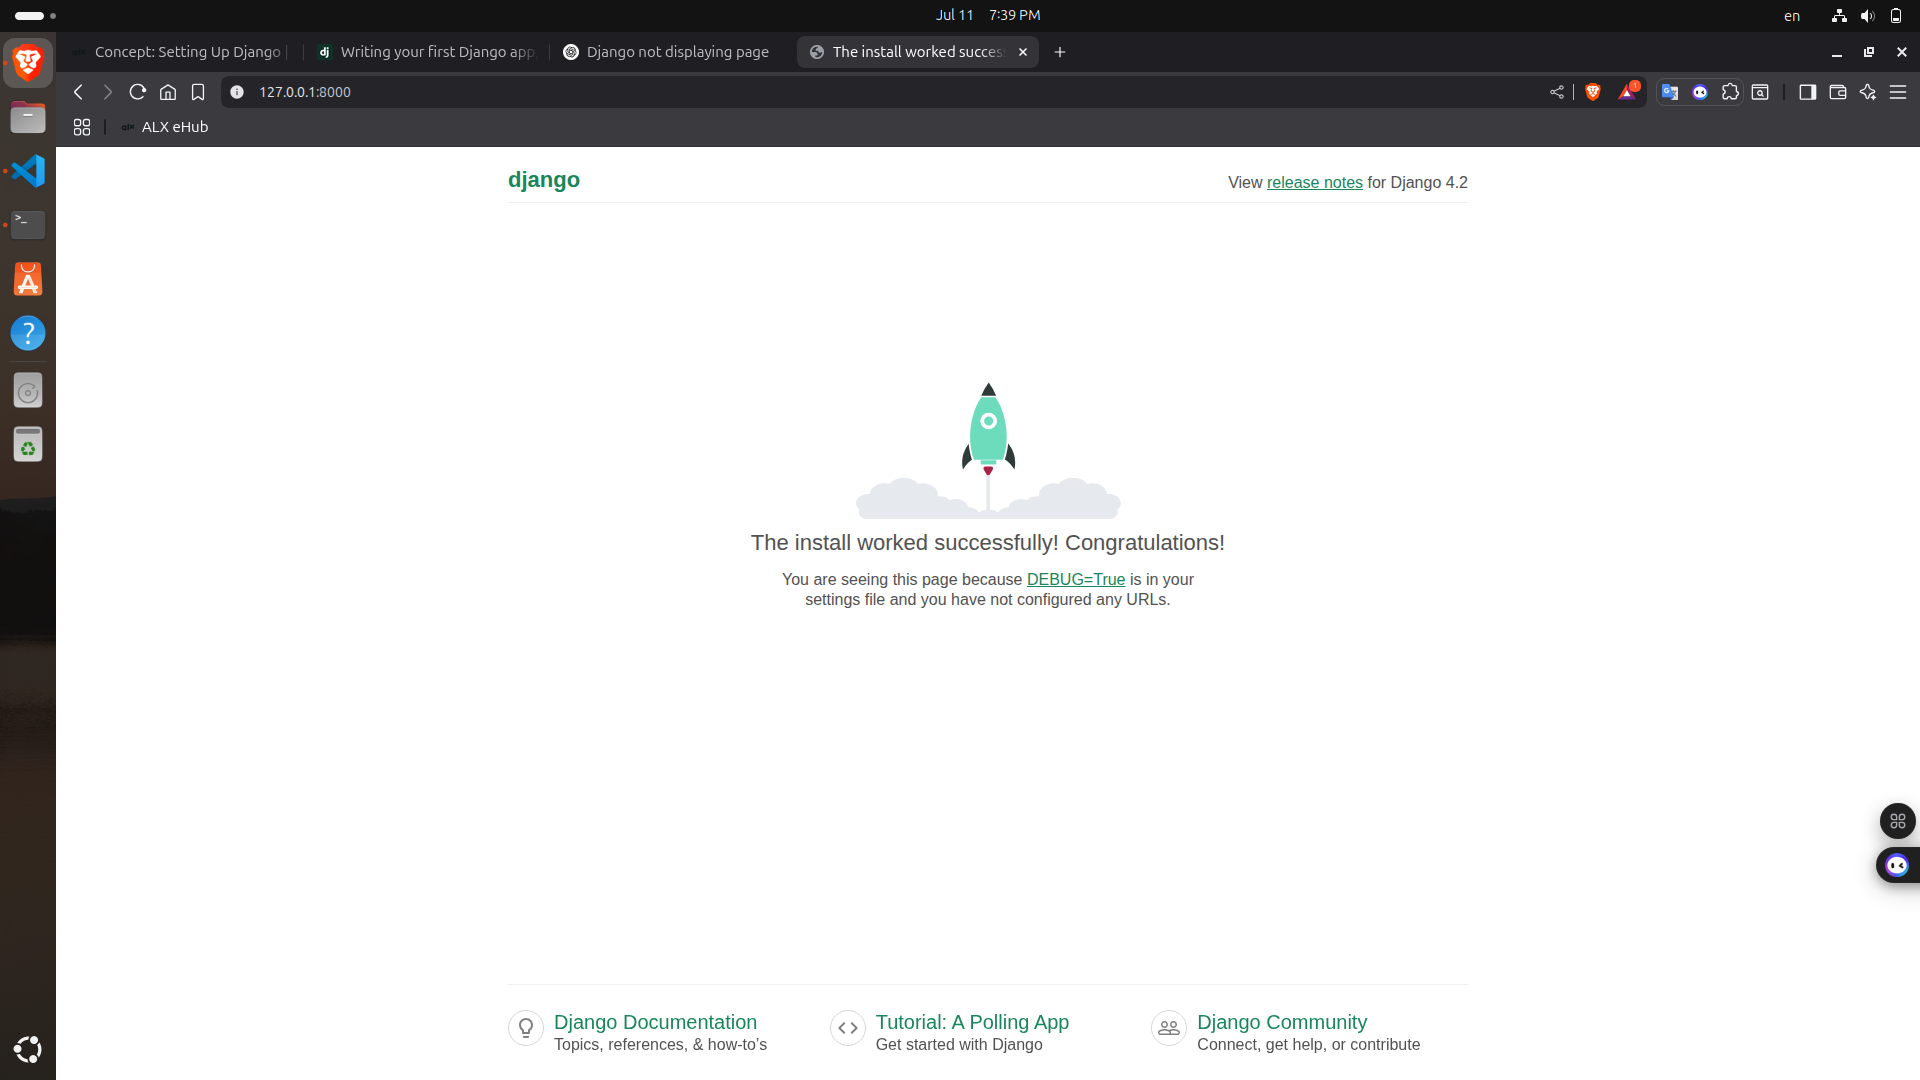 Jul 11 7:39 PM
en
Concept: Setting Up Django
dj Writing your first Django app,
Django not displaying page
The install worked success
127.0.0.1:8000
1
alx ALX eHub
django
View release notes for Django 4.2
The install worked successfully! Congratulations!
You are seeing this page because DEBUG=True is in your
settings file and you have not configured any URLs.
Django Documentation
Topics, references, & how-to’s
Tutorial: A Polling App
Get started with Django
Django Community
Connect, get help, or contribute